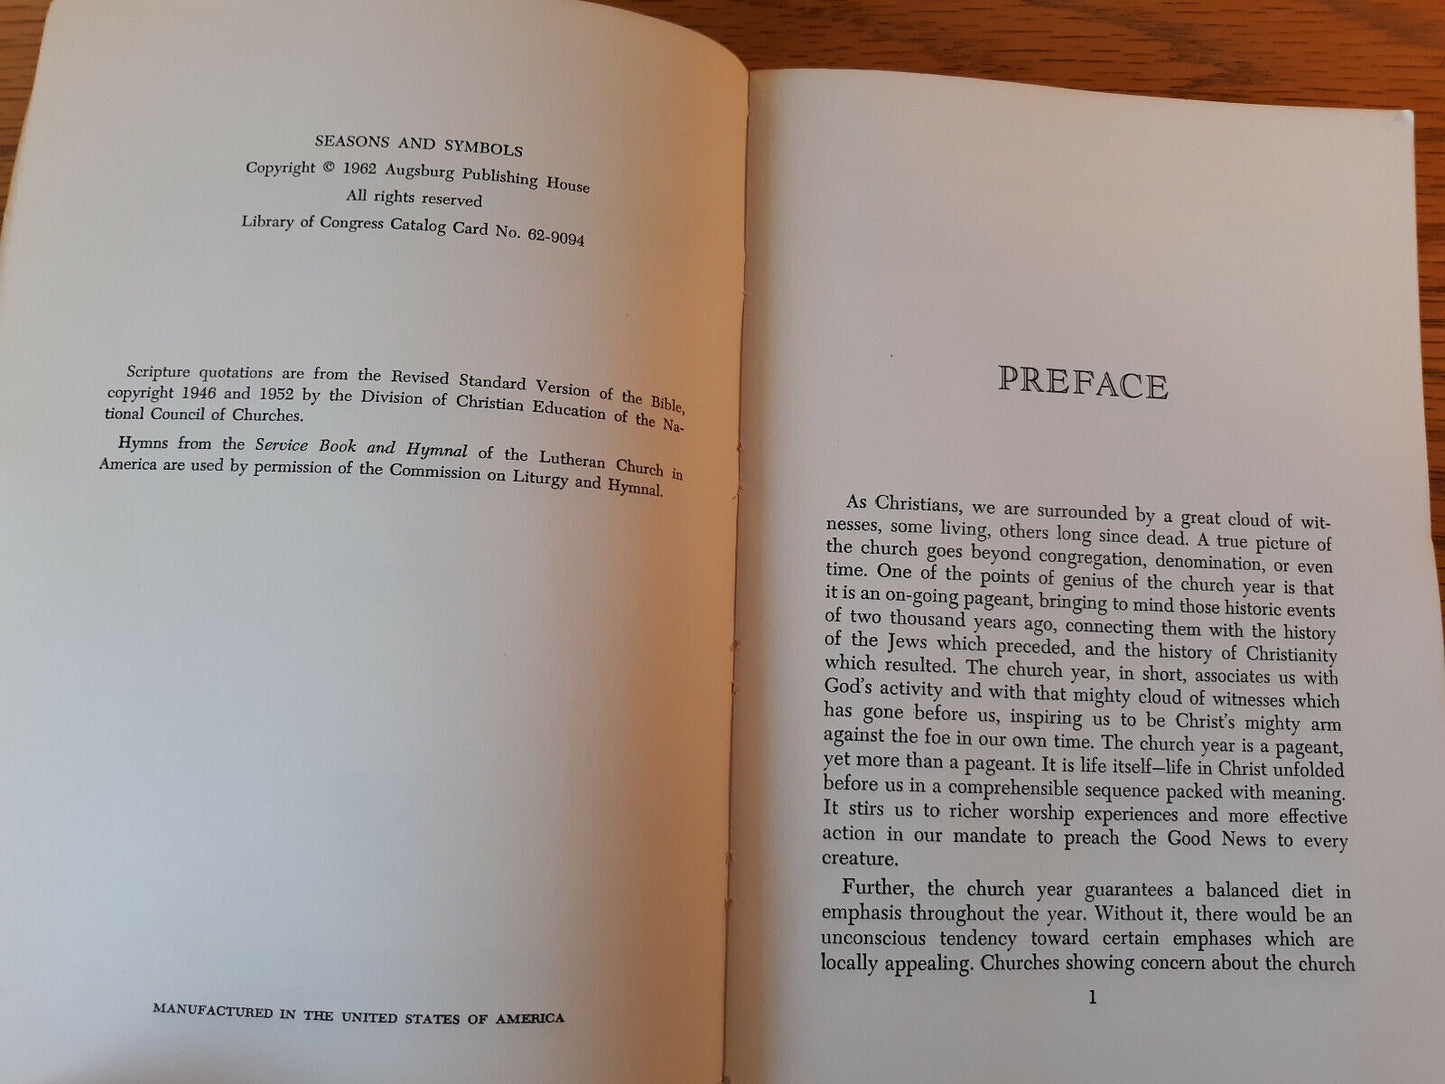 SEASONS AND SYMBOLS
Copyright © 1962 Augsburg Publishing House
All rights reserved
Library of Congress Catalog Card No. 62-9094
Scripture quotations are from the Revised Standard Version of the Bible,
copyright 1946 and 1952 by the Division of Christian Education of the Na-
tional Council of Churches.
Hymns from the Service Book and Hymnal of the Lutheran Church in
America are used by permission of the Commission on Liturgy and Hymnal.
MANUFACTURED IN THE UNITED STATES OF AMERICA
PREFACE
As Christians, we are surrounded by a great cloud of wit-
nesses, some living, others long since dead. A true picture of
the church goes beyond congregation, denomination, or even
time. One of the points of genius of the church year is that
it is an on-going pageant, bringing to mind those historic events
of two thousand years ago, connecting them with the history
of the Jews which preceded, and the history of Christianity
which resulted. The church year, in short, associates us with
God's activity and with that mighty cloud of witnesses which
has gone before us, inspiring us to be Christ's mighty arm
against the foe in our own time. The church year is a pageant,
yet more than a pageant. It is life itself—life in Christ unfolded
before us in a comprehensible sequence packed with meaning.
It stirs us to richer worship experiences and more effective
action in our mandate to preach the Good News to every
creature.
Further, the church year guarantees a balanced diet in
emphasis throughout the year. Without it, there would be an
unconscious tendency toward certain emphases which are
locally appealing. Churches showing concern about the church
1